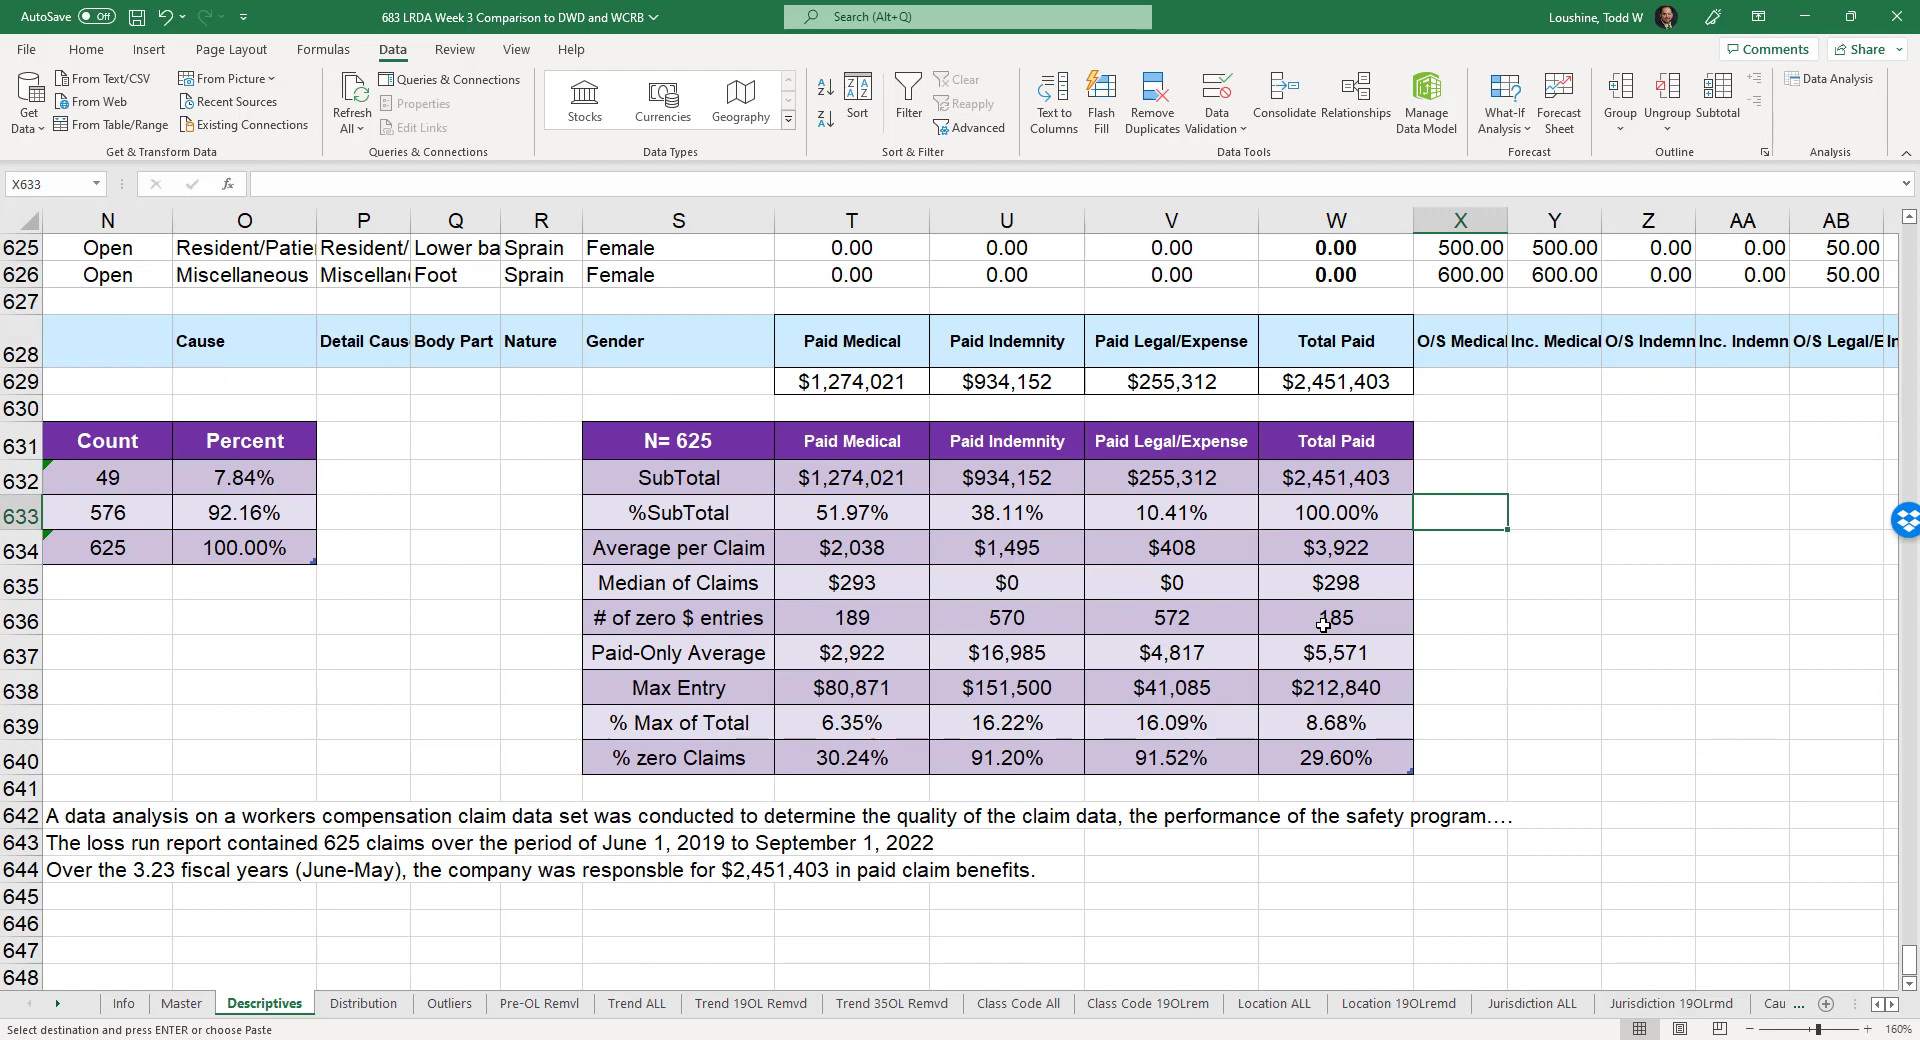 AutoSave Off 683 LRDA Week 3 Comparison to DWD and WCRB Search (Alt+Q) Loushine, Todd W
File Home Insert Page Layout Formulas Data Review View Help Comments Share
From Text/CSV From Picture Queries & Connections Clear Data Analysis
From Web Recent Sources Properties Reapply
From Table/Range Existing Connections Edit Links Advanced
Get Data Refresh All Stocks Currencies Geography Sort Filter Text to Columns Flash Fill Remove Duplicates Data Validation Consolidate Relationships Manage Data Model What-If Analysis Forecast Sheet Group Ungroup Subtotal
Get & Transform Data Queries & Connections Data Types Sort & Filter Data Tools Forecast Outline Analysis
X633 fx
N O P Q R S T U V W X Y Z AA AB
625 Open Resident/Patie Resident/ Lower ba Sprain Female 0.00 0.00 0.00 0.00 500.00 500.00 0.00 0.00 50.00
626 Open Miscellaneous Miscellan Foot Sprain Female 0.00 0.00 0.00 0.00 600.00 600.00 0.00 0.00 50.00
627
628 Cause Detail Caus Body Part Nature Gender Paid Medical Paid Indemnity Paid Legal/Expense Total Paid O/S Medical Inc. Medical O/S Indemn Inc. Indemn O/S Legal/E In
629 $1,274,021 $934,152 $255,312 $2,451,403
630
631 Count Percent N= 625 Paid Medical Paid Indemnity Paid Legal/Expense Total Paid
632 49 7.84% SubTotal $1,274,021 $934,152 $255,312 $2,451,403
633 576 92.16% %SubTotal 51.97% 38.11% 10.41% 100.00%
634 625 100.00% Average per Claim $2,038 $1,495 $408 $3,922
635 Median of Claims $293 $0 $0 $298
636 # of zero $ entries 189 570 572 185
637 Paid-Only Average $2,922 $16,985 $4,817 $5,571
638 Max Entry $80,871 $151,500 $41,085 $212,840
639 % Max of Total 6.35% 16.22% 16.09% 8.68%
640 % zero Claims 30.24% 91.20% 91.52% 29.60%
641
642 A data analysis on a workers compensation claim data set was conducted to determine the quality of the claim data, the performance of the safety program....
643 The loss run report contained 625 claims over the period of June 1, 2019 to September 1, 2022
644 Over the 3.23 fiscal years (June-May), the company was responsble for $2,451,403 in paid claim benefits.
645
646
647
648
Info Master Descriptives Distribution Outliers Pre-OL Remvl Trend ALL Trend 19OL Remvd Trend 35OL Remvd Class Code All Class Code 19OLrem Location ALL Location 19OLremd Jurisdiction ALL Jurisdiction 19OLrmd Cau ...
Select destination and press ENTER or choose Paste 160%